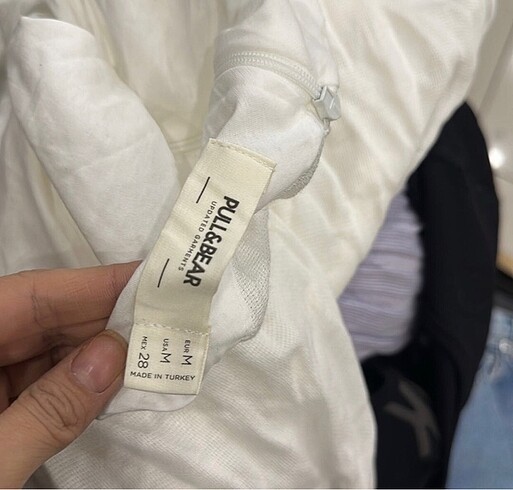 PULL&BEAR
UPDATED GARMENTS
EUR M
USA M
MEX 28
MADE IN TURKEY